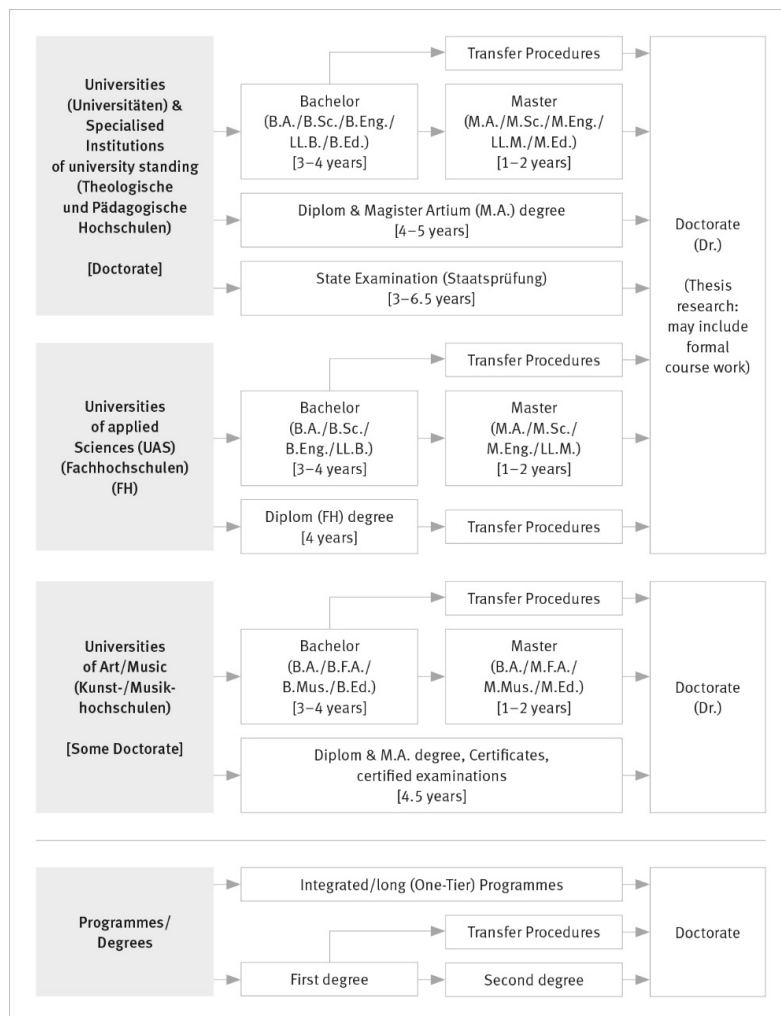 Universities
(Universitäten) &
Specialised
Institutions
of university standing
(Theologische
und Pädagogische
Hochschulen)
[Doctorate]
Transfer Procedures
Bachelor
(B.A./B.Sc./B.Eng./
LL.B./B.Ed.)
[3–4 years]
Master
(M.A./M.Sc./M.Eng./
LL.M./M.Ed.)
[1–2 years]
Diplom & Magister Artium (M.A.) degree
[4–5 years]
State Examination (Staatsprüfung)
[3–6.5 years]
Doctorate
(Dr.)
(Thesis
research:
may include
formal
course work)
Universities
of applied
Sciences (UAS)
(Fachhochschulen)
(FH)
Transfer Procedures
Bachelor
(B.A./B.Sc./
B.Eng./LL.B.)
[3–4 years]
Master
(M.A./M.Sc./
M.Eng./LL.M.)
[1–2 years]
Diplom (FH) degree
[4 years]
Transfer Procedures
Universities
of Art/Music
(Kunst-/Musik-
hochschulen)
[Some Doctorate]
Transfer Procedures
Bachelor
(B.A./B.F.A./
B.Mus./B.Ed.)
[3–4 years]
Master
(B.A./M.F.A./
M.Mus./M.Ed.)
[1–2 years]
Diplom & M.A. degree, Certificates,
certified examinations
[4.5 years]
Doctorate
(Dr.)
Programmes/
Degrees
Integrated/long (One-Tier) Programmes
Transfer Procedures
First degree
Second degree
Doctorate